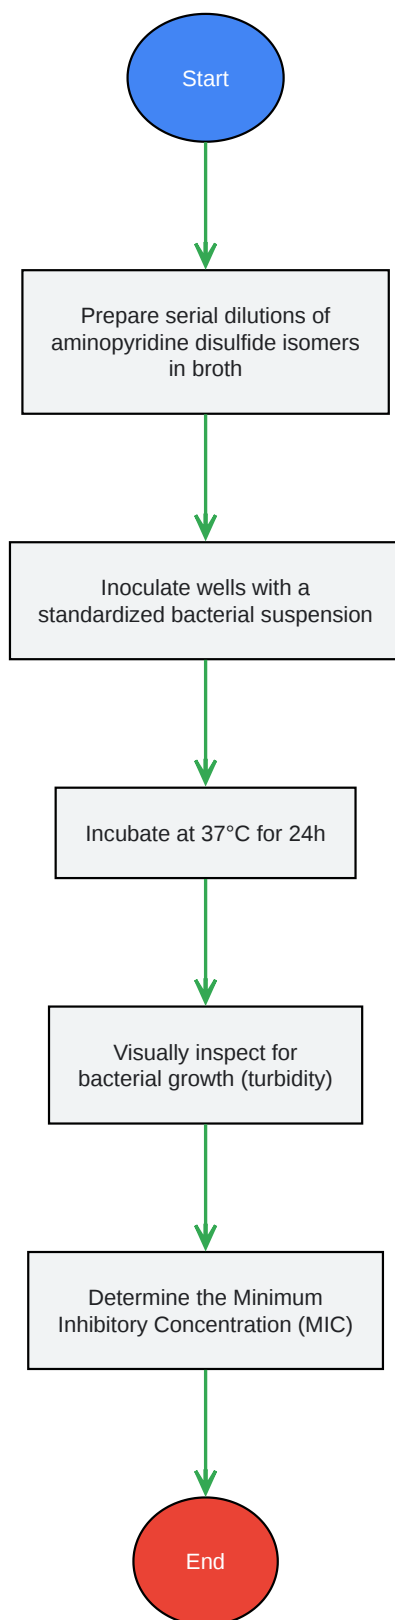 Start
Prepare serial dilutions of
aminopyridine disulfide isomers
in broth
Inoculate wells with a
standardized bacterial suspension
Incubate at 37°C for 24h
Visually inspect for
bacterial growth (turbidity)
Determine the Minimum
Inhibitory Concentration (MIC)
End